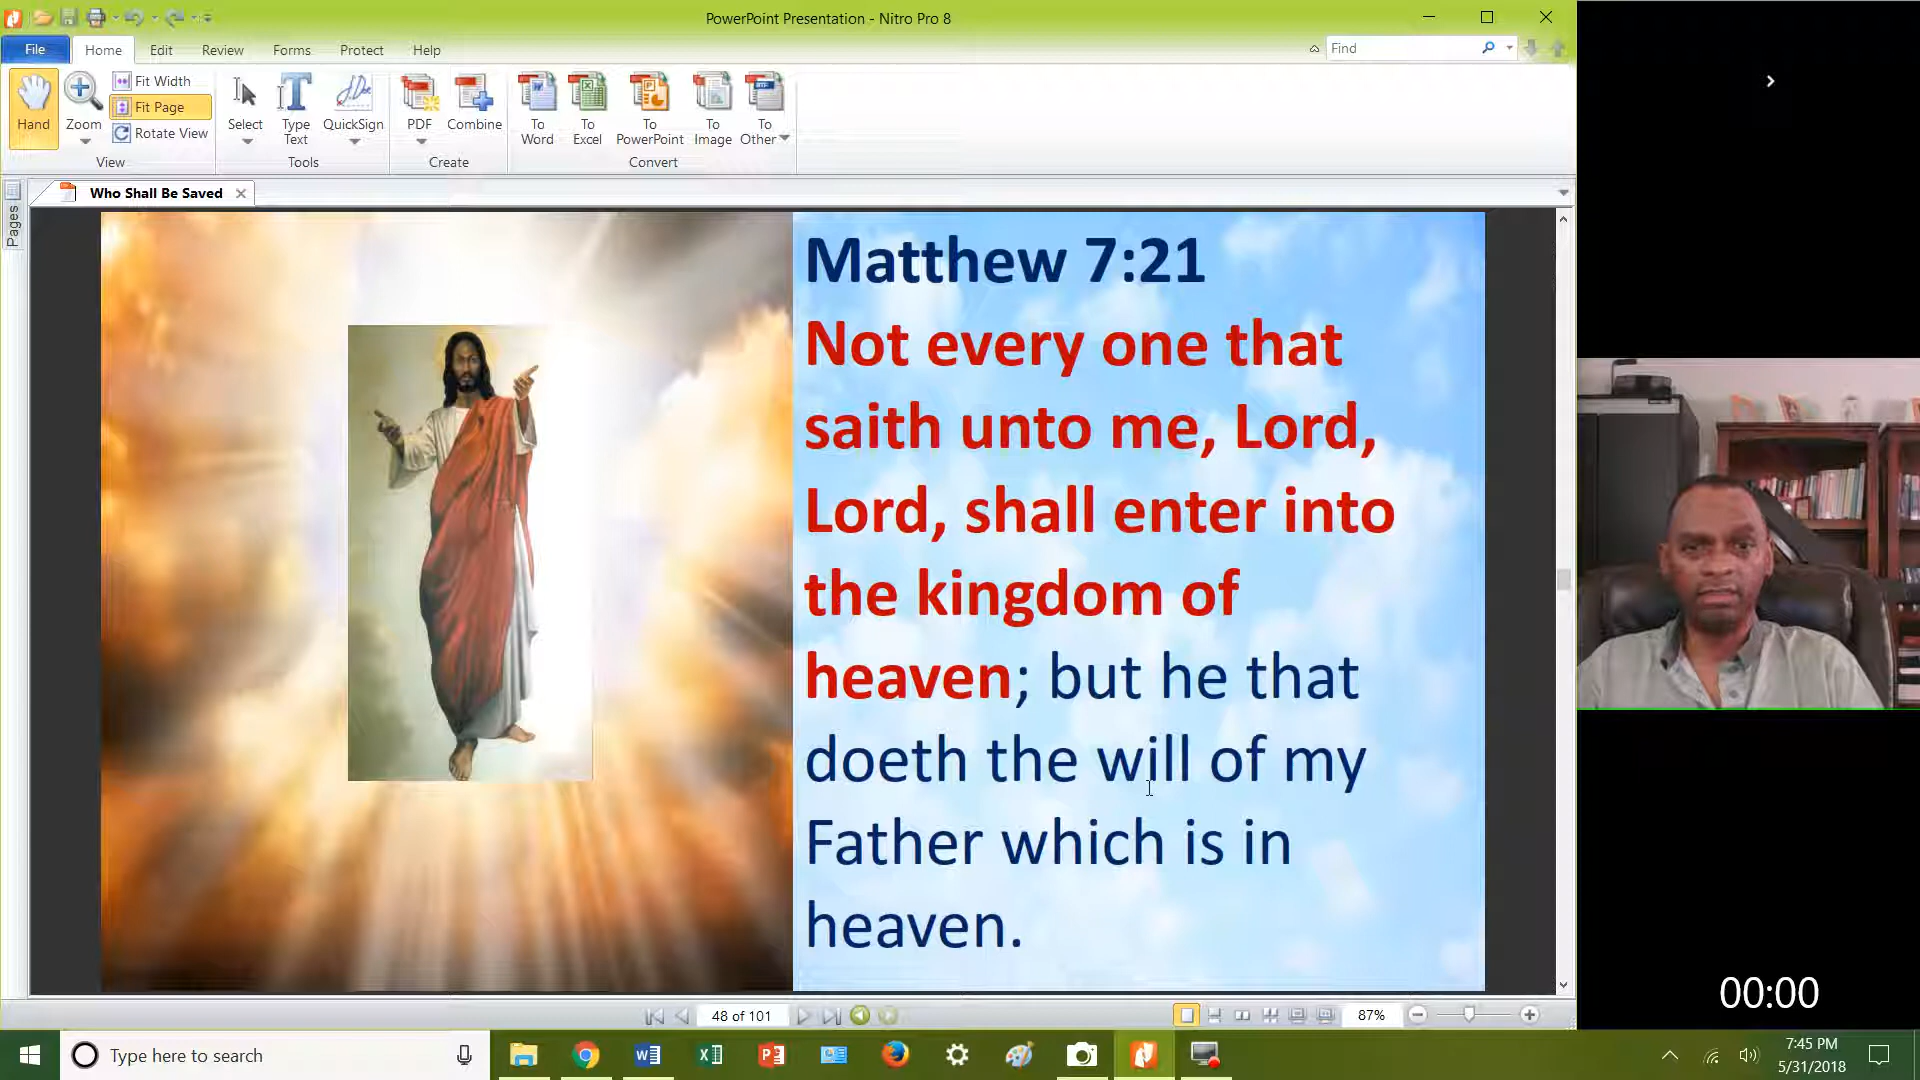 PowerPoint Presentation - Nitro Pro 8
File Home Edit Review Forms Protect Help
Find
Hand
Zoom
Fit Width
Fit Page
Rotate View
View
Select
Type Text
QuickSign
Tools
PDF
Combine
Create
To Word
To Excel
To PowerPoint
To Image
To Other
Convert
Pages
Who Shall Be Saved
Matthew 7:21
Not every one that
saith unto me, Lord,
Lord, shall enter into
the kingdom of
heaven; but he that
doeth the will of my
Father which is in
heaven.
00:00
48 of 101
87%
Type here to search
7:45 PM
5/31/2018